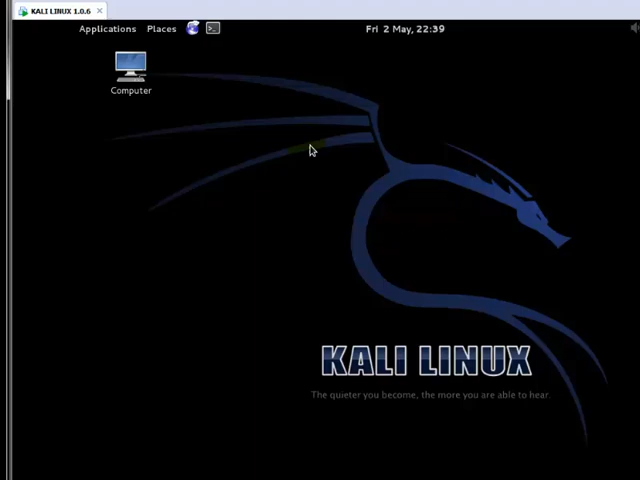 KALI LINUX 1.0.6
Applications Places Fri 2 May, 22:39
Computer
KALI LINUX
The quieter you become, the more you are able to hear.